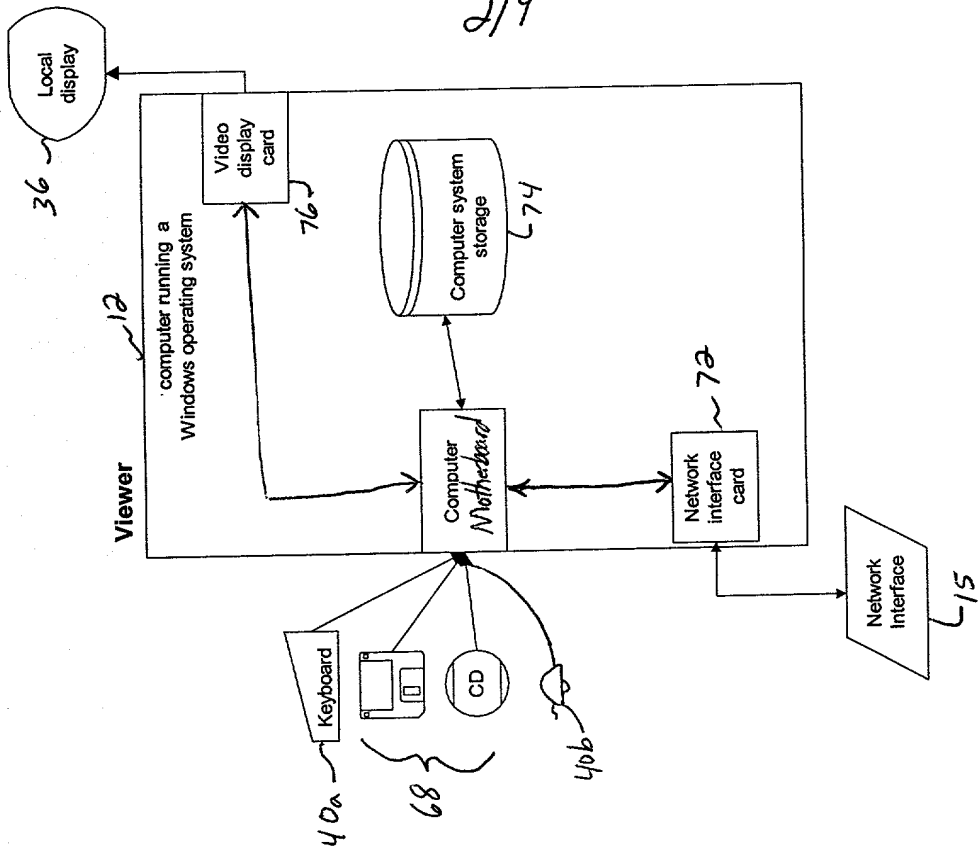 2/9
36
Local
display
12
Viewer
computer running a
Windows operating system
Video
display
card
76
Computer system
storage
74
Computer
Motherboard
Network
interface
card
72
Keyboard
40a
68
CD
40b
Network
Interface
15